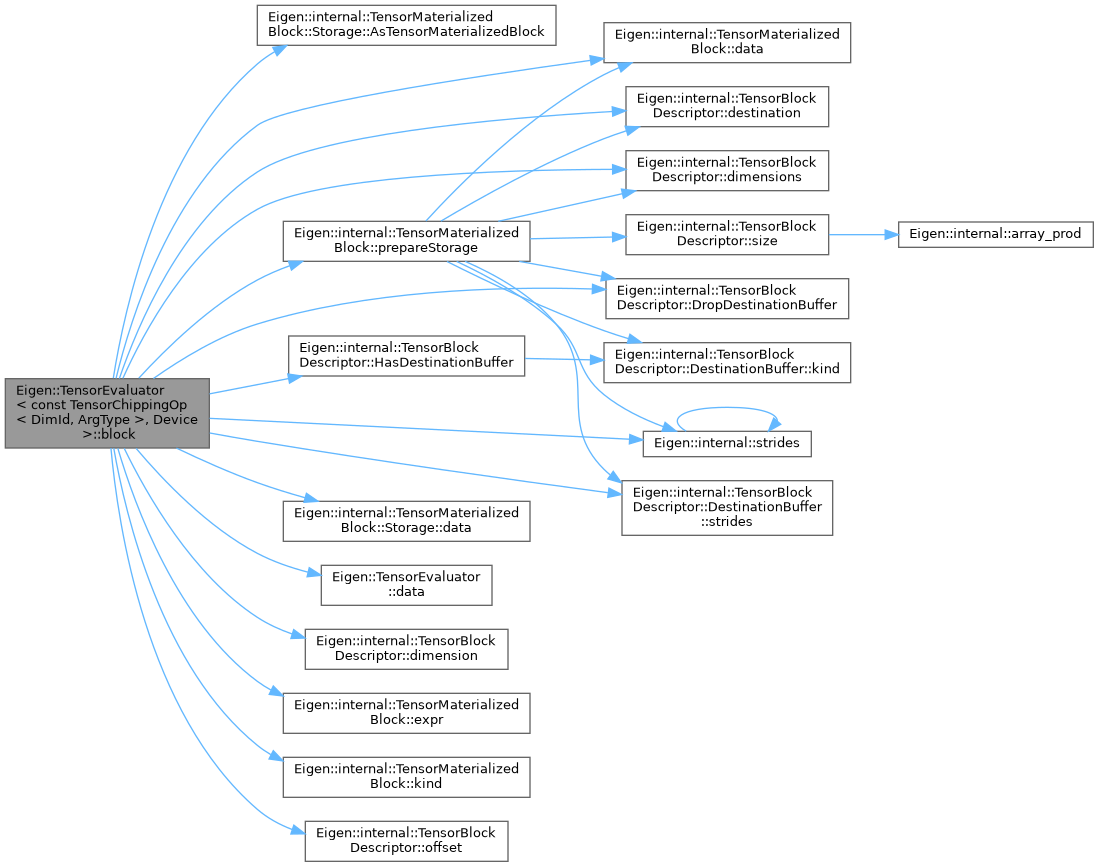 Eigen::internal::TensorMaterialized
Block::Storage::AsTensorMaterializedBlock
Eigen::internal::TensorMaterialized
Block::data
Eigen::internal::TensorBlock
Descriptor::destination
Eigen::internal::TensorBlock
Descriptor::dimensions
Eigen::internal::TensorMaterialized
Block::prepareStorage
Eigen::internal::TensorBlock
Descriptor::size
Eigen::internal::array_prod
Eigen::internal::TensorBlock
Descriptor::DropDestinationBuffer
Eigen::internal::TensorBlock
Descriptor::HasDestinationBuffer
Eigen::internal::TensorBlock
Descriptor::DestinationBuffer::kind
Eigen::TensorEvaluator
< const TensorChippingOp
< DimId, ArgType >, Device
>::block
Eigen::internal::strides
Eigen::internal::TensorBlock
Descriptor::DestinationBuffer
::strides
Eigen::internal::TensorMaterialized
Block::Storage::data
Eigen::TensorEvaluator
::data
Eigen::internal::TensorBlock
Descriptor::dimension
Eigen::internal::TensorMaterialized
Block::expr
Eigen::internal::TensorMaterialized
Block::kind
Eigen::internal::TensorBlock
Descriptor::offset